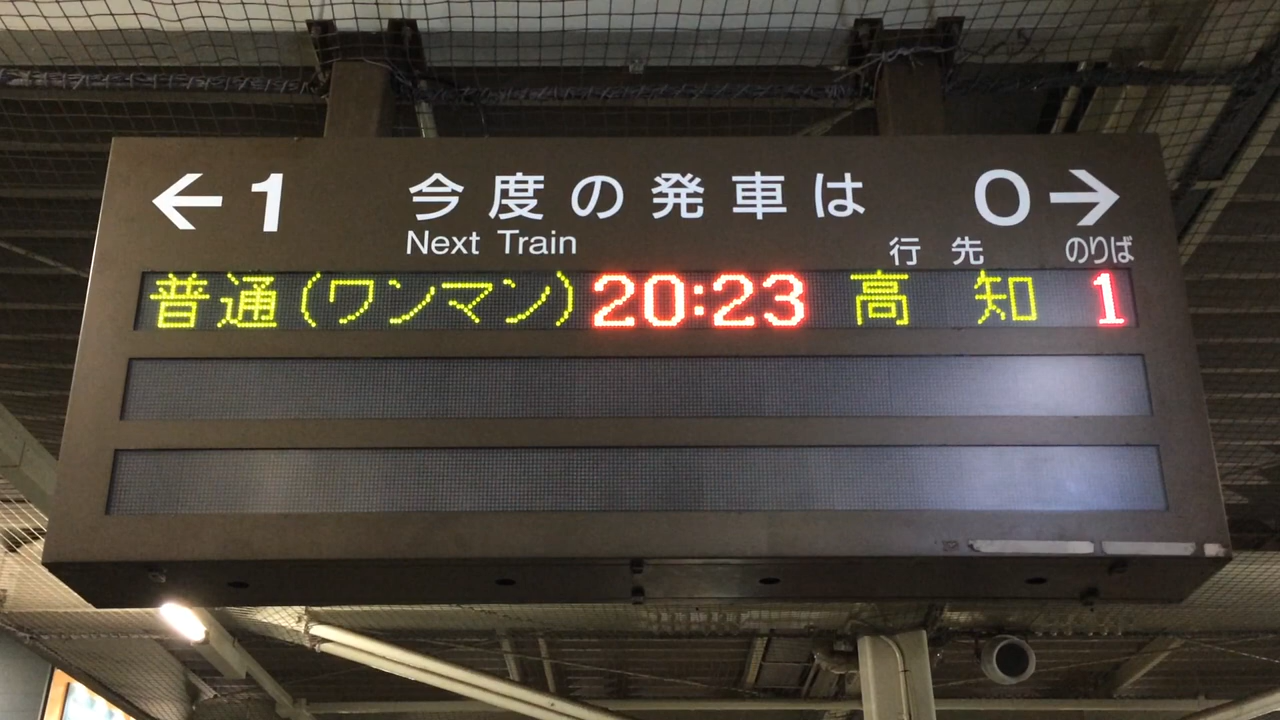 ←1 今度の発車は 0→
Next Train 行先 のりば
普通(ワンマン) 20:23 高知 1